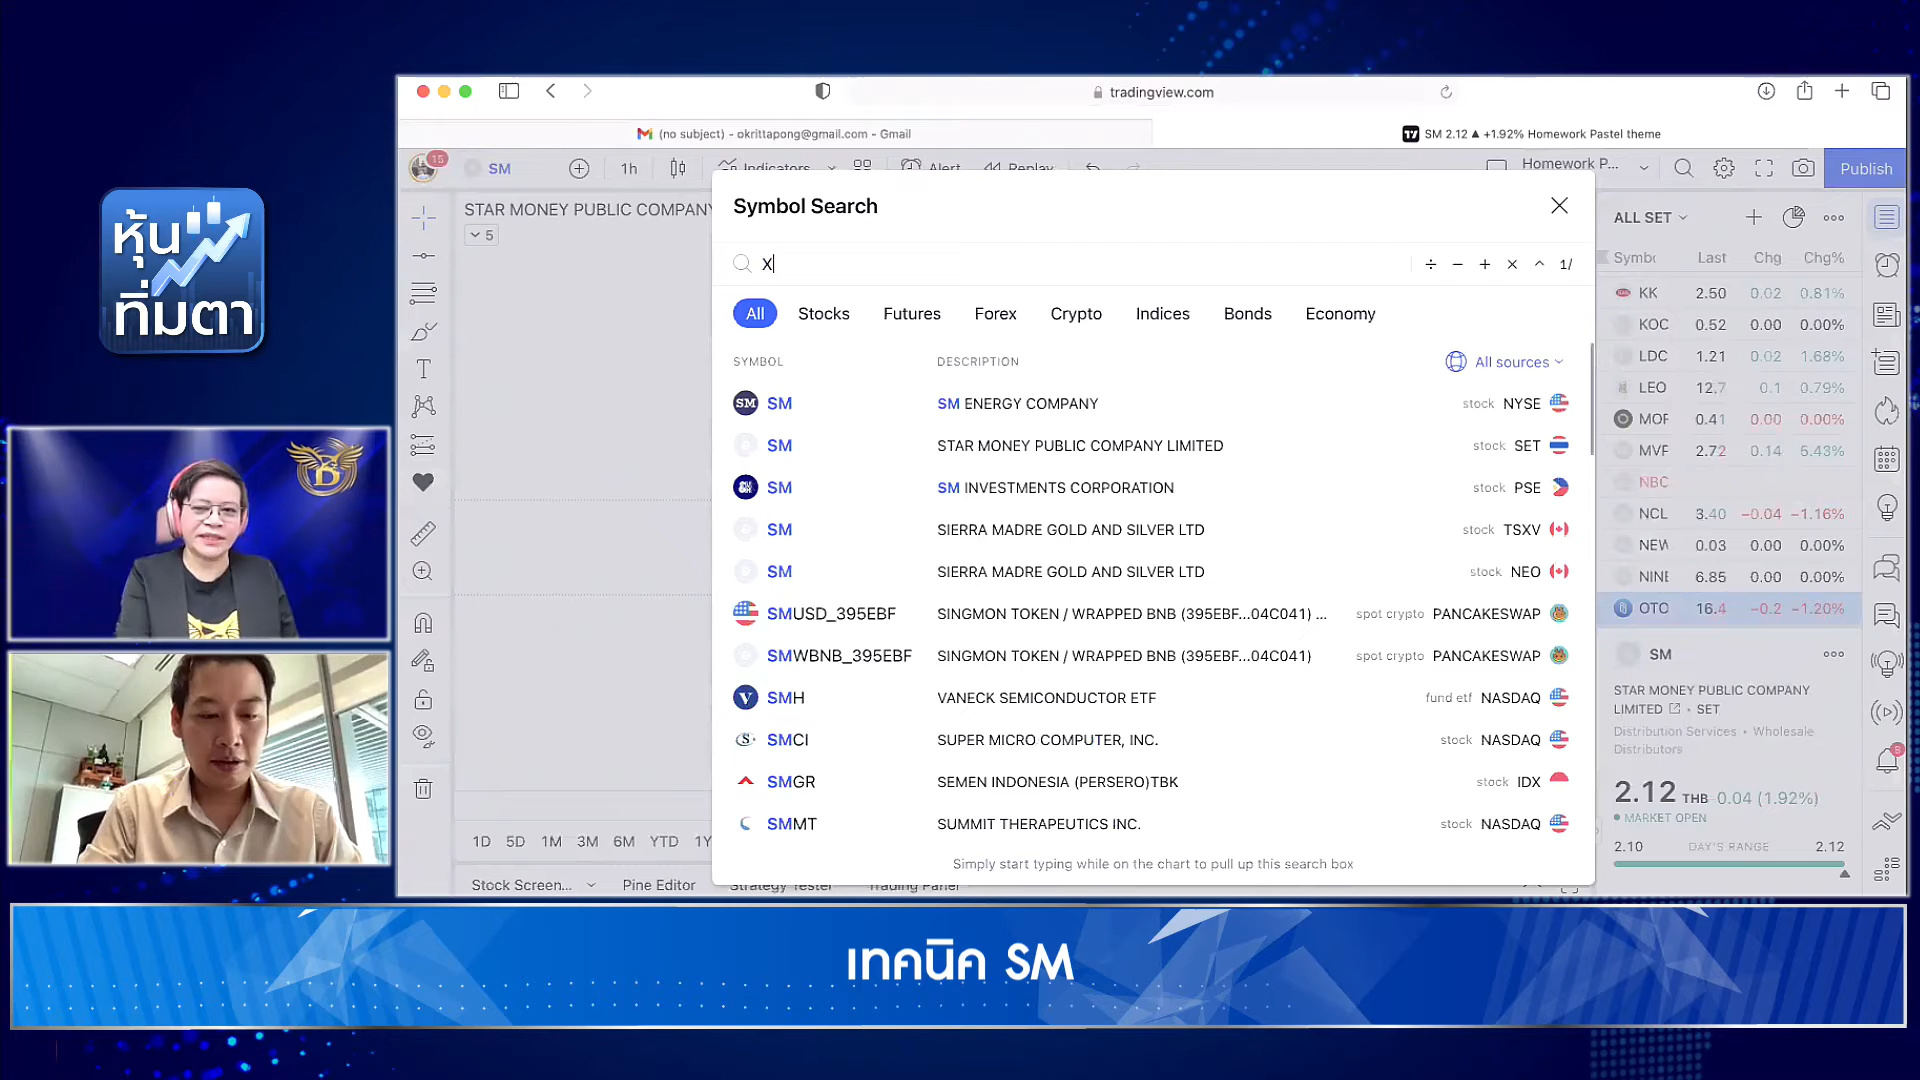 หุ้น
ทิ่มตา
tradingview.com
(no subject) - okrittapong@gmail.com - Gmail
SM 2.12 ▲ +1.92% Homework Pastel theme
15
SM
1h
Indicators
Alert
Replay
Homework P...
Publish
STAR MONEY PUBLIC COMPANY
5
Symbol Search
X
÷ − + × ^ 1/
All Stocks Futures Forex Crypto Indices Bonds Economy
SYMBOL DESCRIPTION All sources
SM SM ENERGY COMPANY stock NYSE
SM STAR MONEY PUBLIC COMPANY LIMITED stock SET
SM SM INVESTMENTS CORPORATION stock PSE
SM SIERRA MADRE GOLD AND SILVER LTD stock TSXV
SM SIERRA MADRE GOLD AND SILVER LTD stock NEO
SMUSD_395EBF SINGMON TOKEN / WRAPPED BNB (395EBF...04C041) ... spot crypto PANCAKESWAP
SMWBNB_395EBF SINGMON TOKEN / WRAPPED BNB (395EBF...04C041) spot crypto PANCAKESWAP
SMH VANECK SEMICONDUCTOR ETF fund etf NASDAQ
SMCI SUPER MICRO COMPUTER, INC. stock NASDAQ
SMGR SEMEN INDONESIA (PERSERO)TBK stock IDX
SMMT SUMMIT THERAPEUTICS INC. stock NASDAQ
Simply start typing while on the chart to pull up this search box
1D 5D 1M 3M 6M YTD 1Y
Stock Screen... Pine Editor Strategy Tester Trading Panel
ALL SET
Symbo Last Chg Chg%
KK 2.50 0.02 0.81%
KOC 0.52 0.00 0.00%
LDC 1.21 0.02 1.68%
LEO 12.7 0.1 0.79%
MOF 0.41 0.00 0.00%
MVF 2.72 0.14 5.43%
NBC
NCL 3.40 −0.04 −1.16%
NEW 0.03 0.00 0.00%
NINE 6.85 0.00 0.00%
OTO 16.4 −0.2 −1.20%
SM
STAR MONEY PUBLIC COMPANY
LIMITED • SET
Distribution Services • Wholesale
Distributors
2.12 THB 0.04 (1.92%)
MARKET OPEN
2.10 DAY'S RANGE 2.12
8
เทคนิค SM